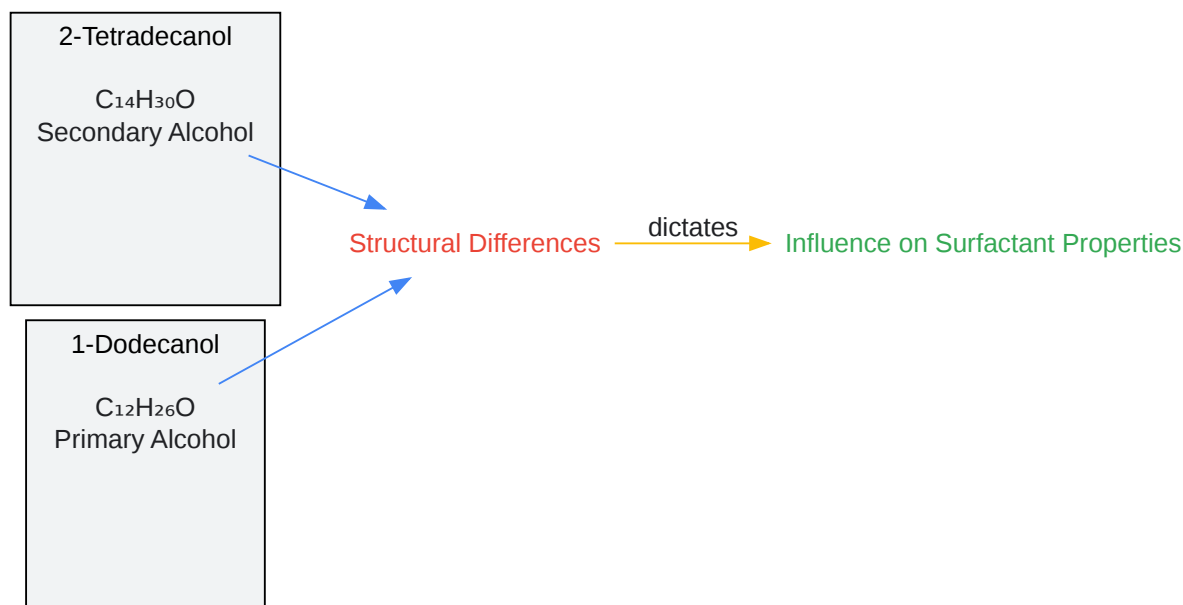 2-Tetradecanol
C₁₄H₃₀O
Secondary Alcohol
Structural Differences
dictates
Influence on Surfactant Properties
1-Dodecanol
C₁₂H₂₆O
Primary Alcohol